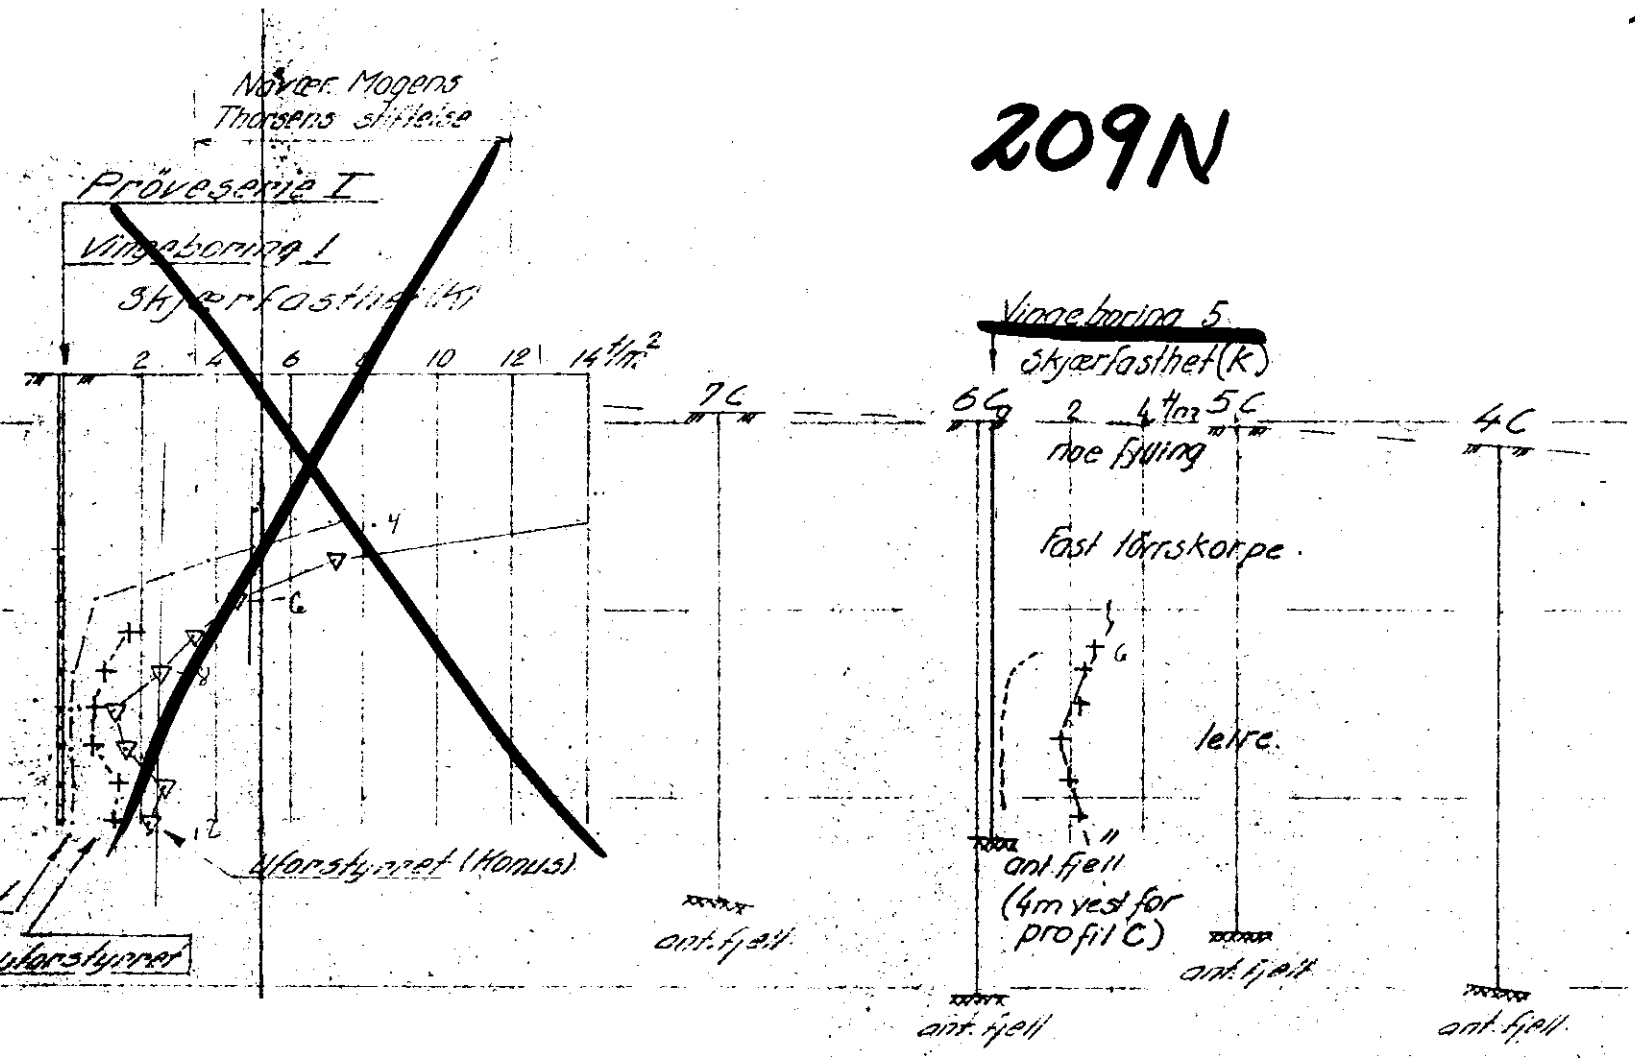 Nåvær. Mogens
Thorsens stiftelse
209N
Pröveserie I
Vingeboring 1
Skjærfasthet (K)
2 4 6 8 10 12 14 t/m²
4
6
8
12
uforstyrret (Konus)
uforstyrret
7C
ant. fjell
Vingeboring 5
Skjærfasthet (K)
6C 2 4 t/m 5C
4C
noe fylling
Fast törrskorpe.
6
leire.
11
ant. fjell
(4m vest for
profil C)
ant. fjell
ant. fjell
ant. fjell